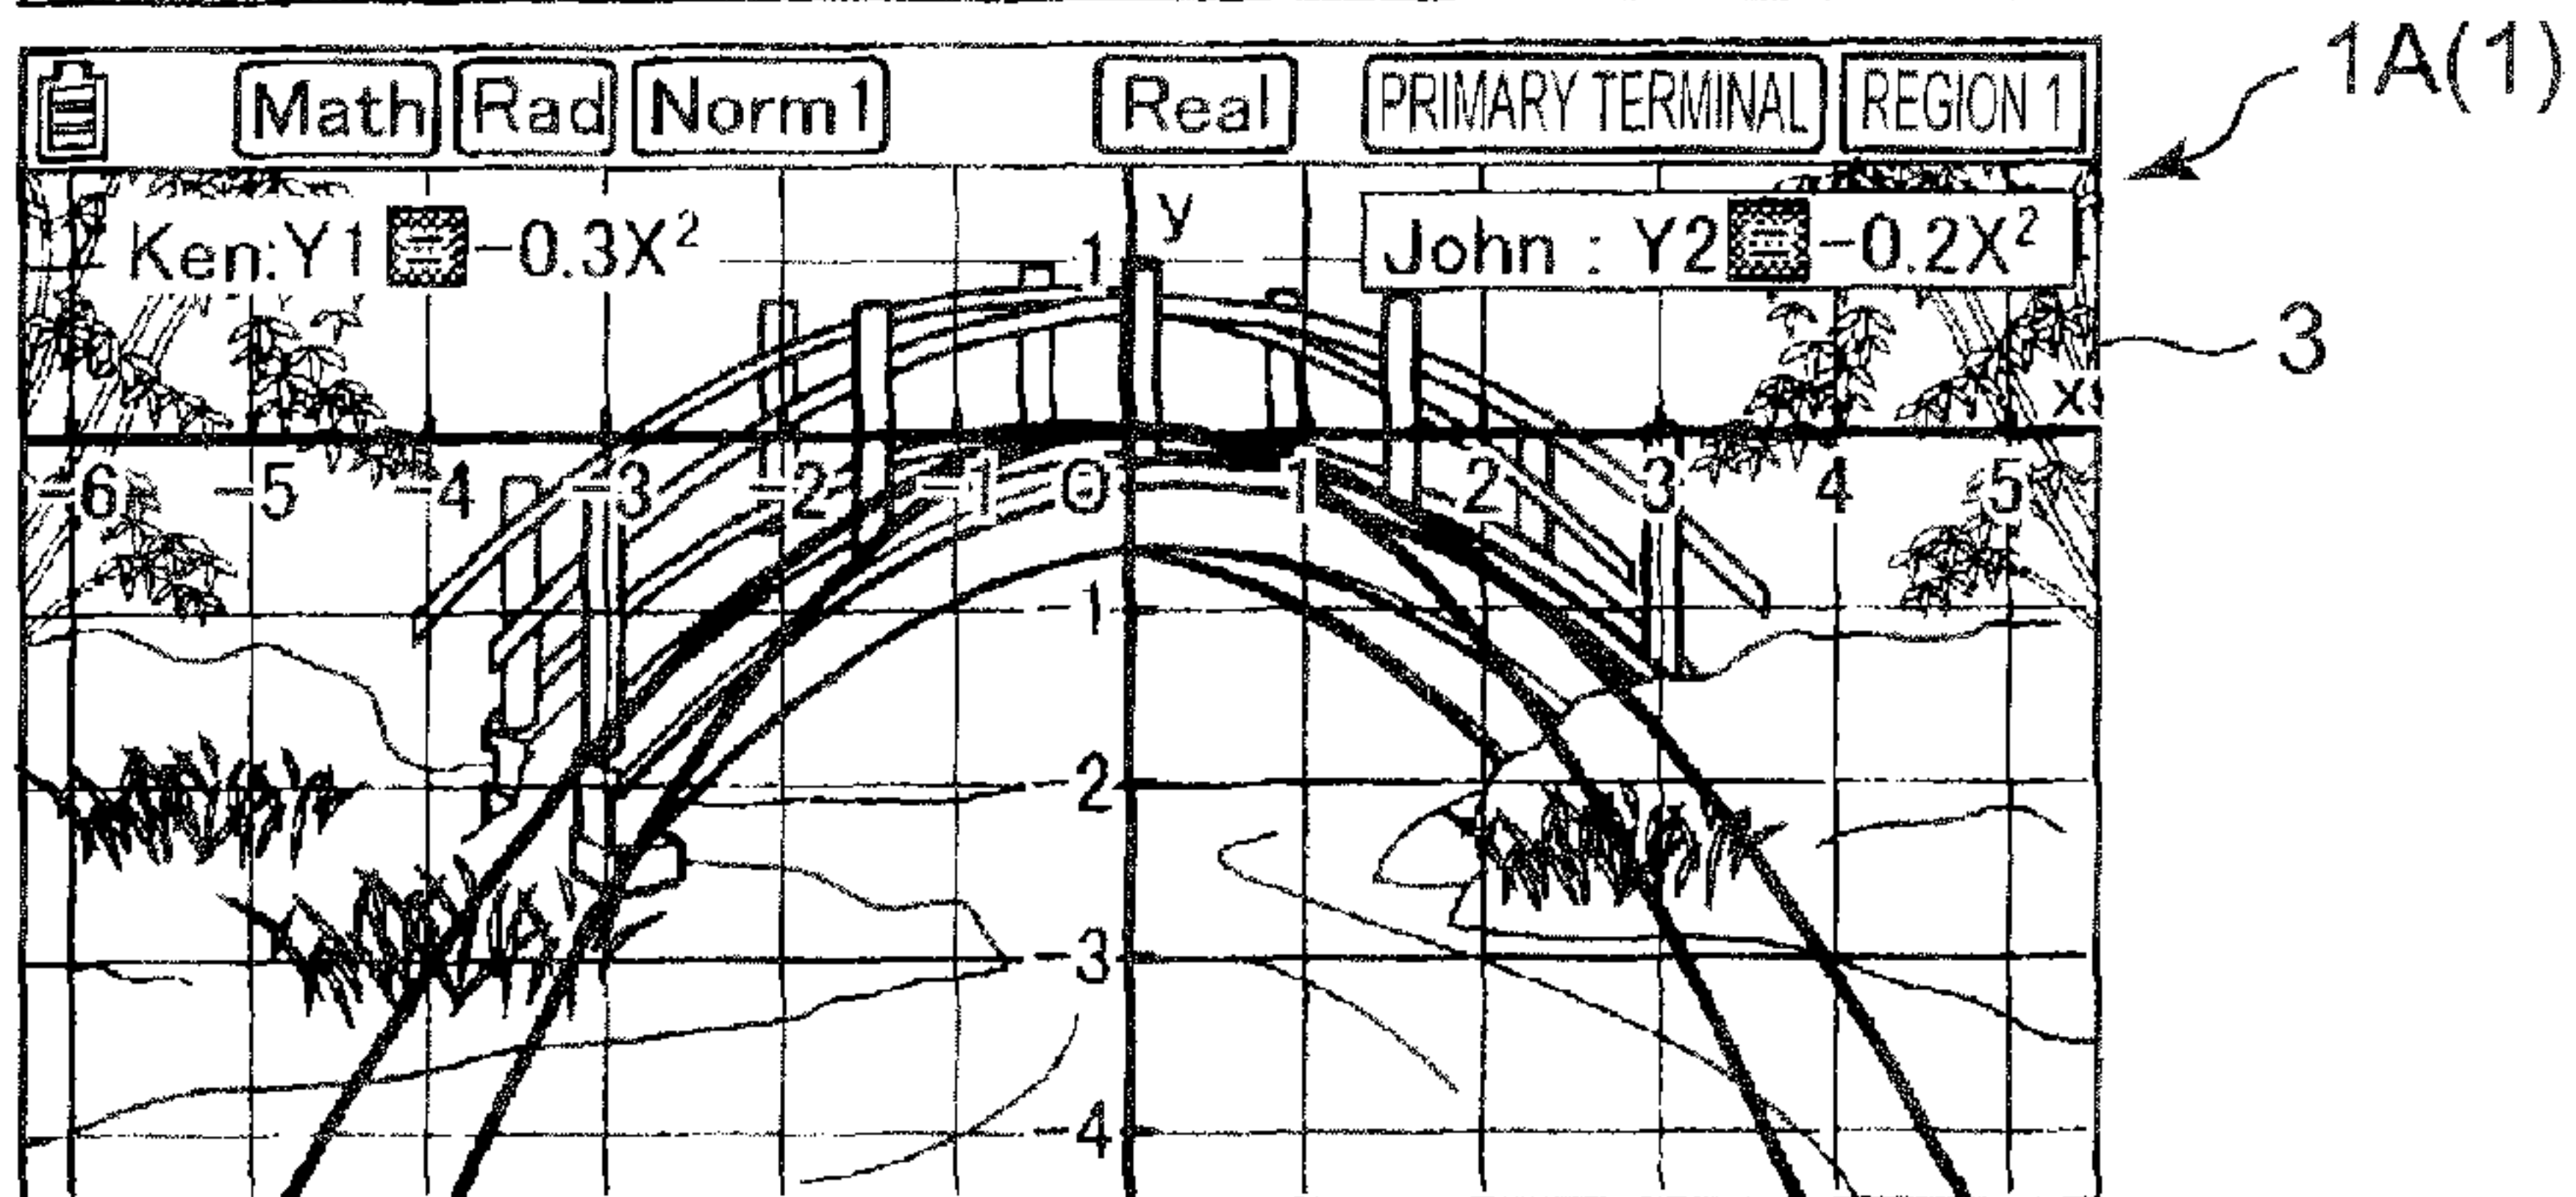 1A(1)
Math Rad Norm1 Real PRIMARY TERMINAL REGION 1
y
Ken:Y1=-0.3X² John : Y2=-0.2X²
1
3
x
-6 -5 -4 -3 -2 -1 0 1 2 3 4 5
-1
-2
-3
-4